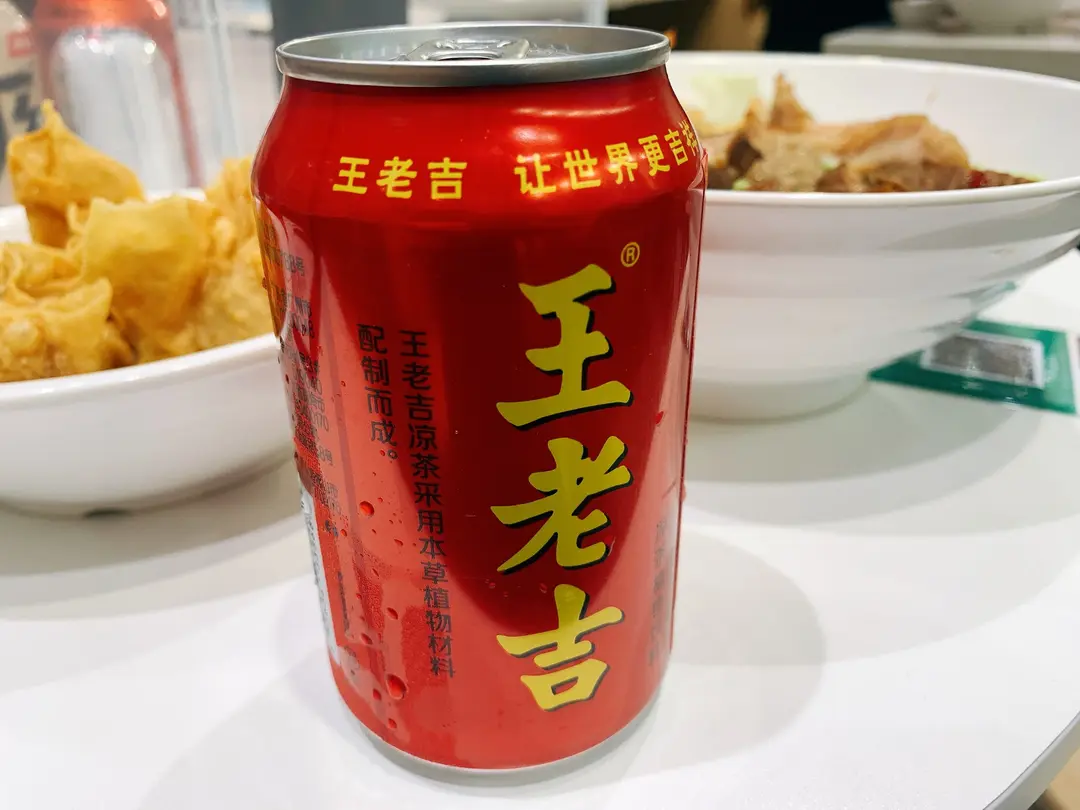 王老吉 让世界更吉祥
王老吉®
王老吉凉茶采用本草植物材料
配制而成。